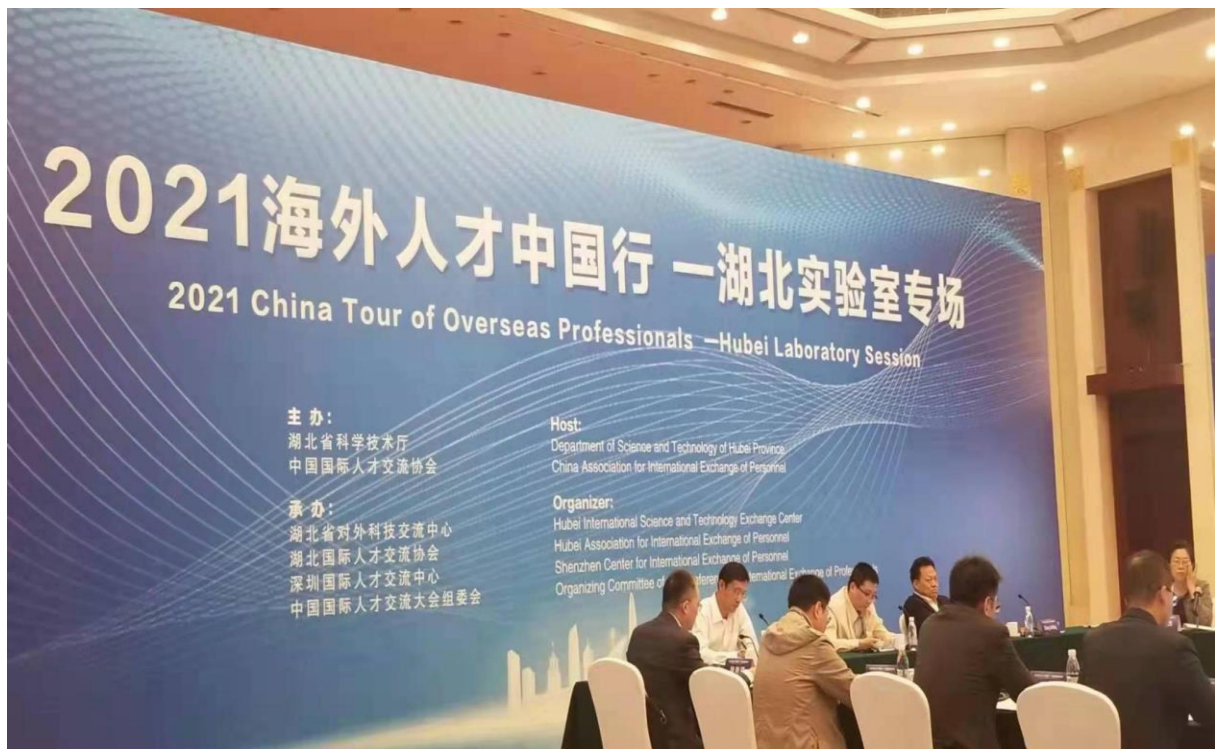 2021海外人才中国行 —湖北实验室专场
2021 China Tour of Overseas Professionals —Hubei Laboratory Session
主办：
湖北省科学技术厅
中国国际人才交流协会
承办：
湖北省对外科技交流中心
湖北国际人才交流协会
深圳国际人才交流中心
中国国际人才交流大会组委会
Host:
Department of Science and Technology of Hubei Province
China Association for International Exchange of Personnel
Organizer:
Hubei International Science and Technology Exchange Center
Hubei Association for International Exchange of Personnel
Shenzhen Center for International Exchange of Personnel
Organizing Committee of International Exchange of